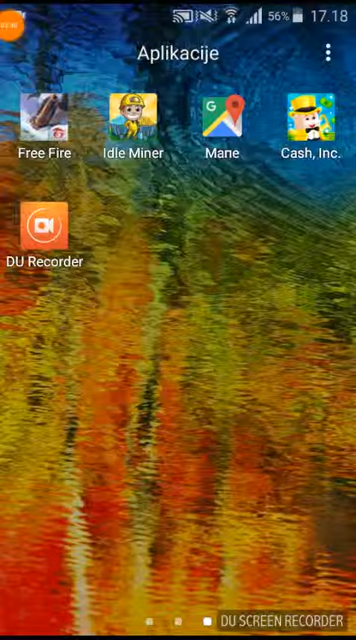 56% 17.18
Aplikacije
Free Fire
Idle Miner
Mane
Cash, Inc.
DU Recorder
DU SCREEN RECORDER